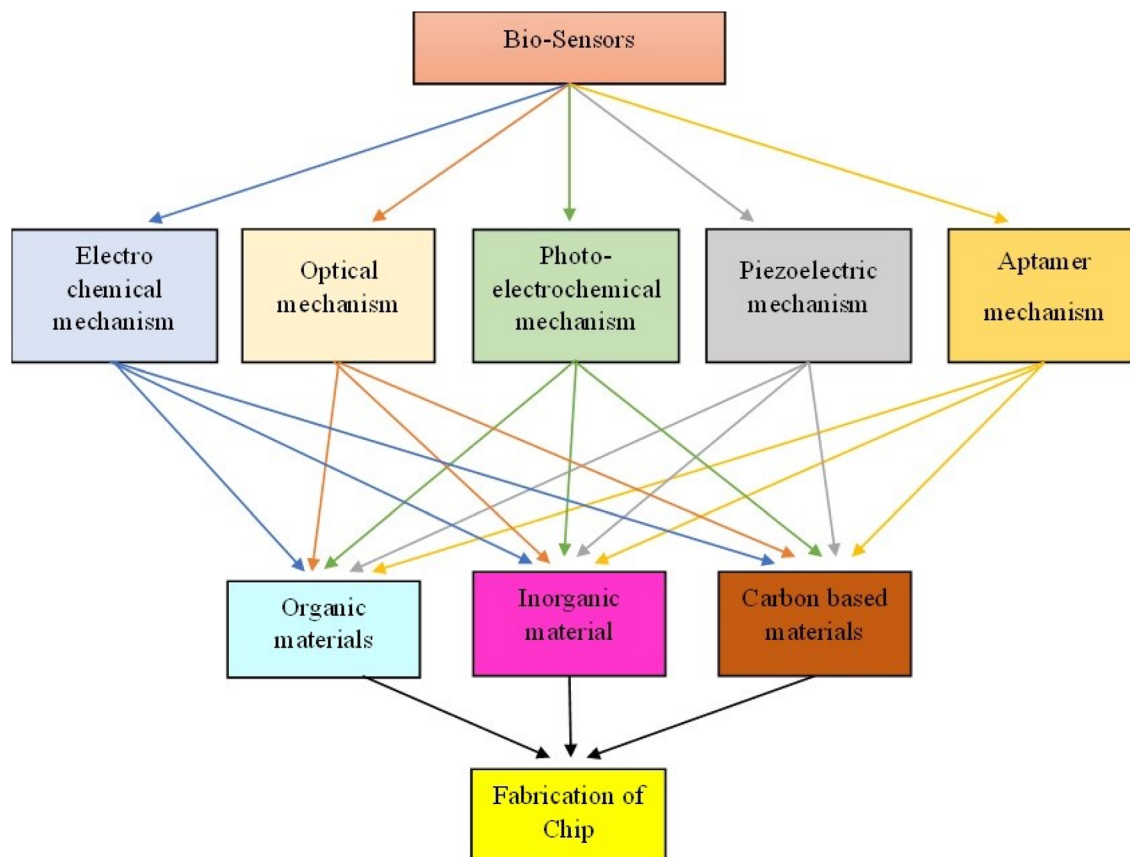 Bio-Sensors
Electro
chemical
mechanism
Optical
mechanism
Photo-
electrochemical
mechanism
Piezoelectric
mechanism
Aptamer
mechanism
Organic
materials
Inorganic
material
Carbon based
materials
Fabrication of
Chip